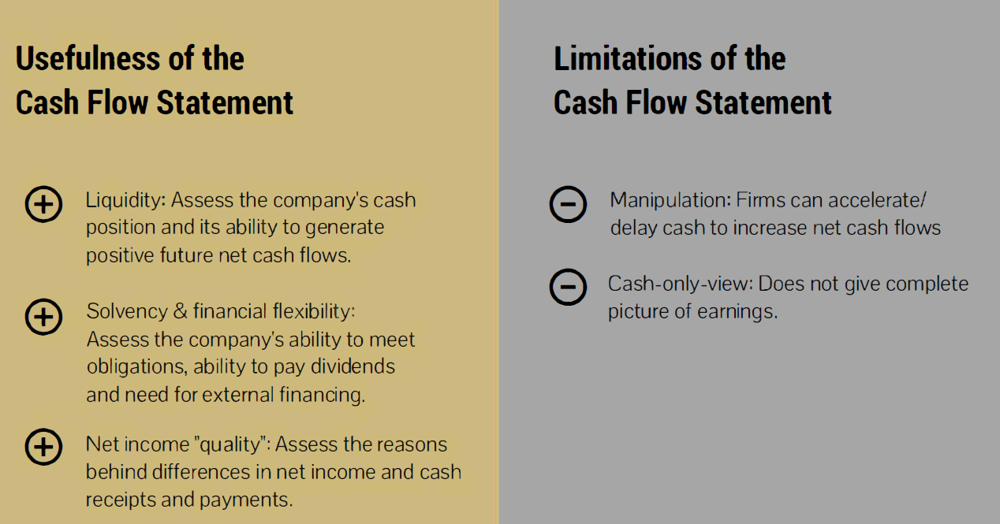 Usefulness of the
Cash Flow Statement
Liquidity: Assess the company's cash
position and its ability to generate
positive future net cash flows.
Solvency & financial flexibility:
Assess the company's ability to meet
obligations, ability to pay dividends
and need for external financing.
Net income "quality": Assess the reasons
behind differences in net income and cash
receipts and payments.
Limitations of the
Cash Flow Statement
Manipulation: Firms can accelerate/
delay cash to increase net cash flows
Cash-only-view: Does not give complete
picture of earnings.